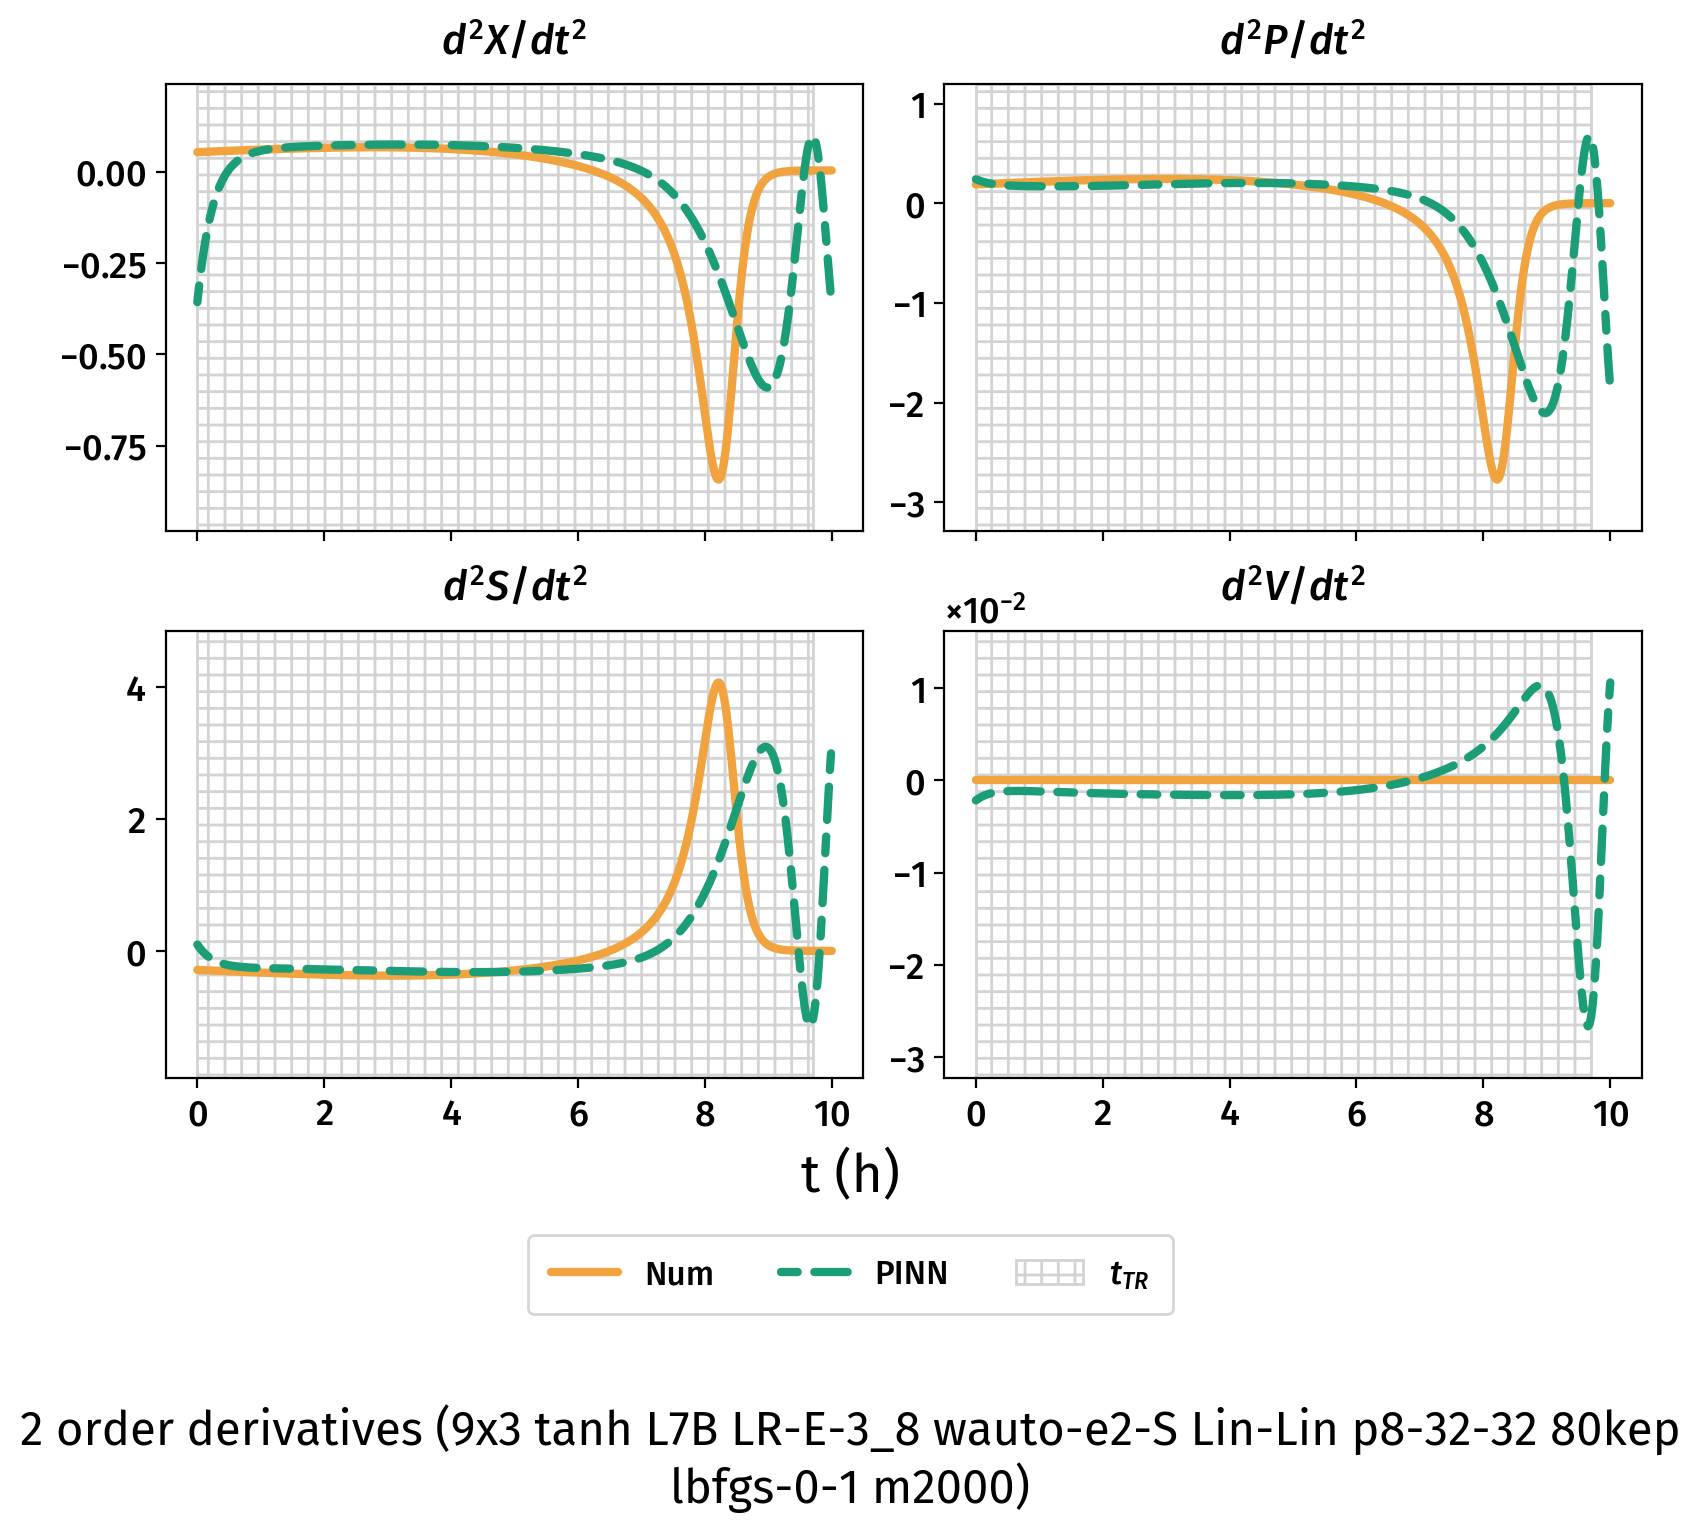 d²X/dt²
d²P/dt²
0.00
−0.25
−0.50
−0.75
1
0
−1
−2
−3
d²S/dt²
d²V/dt²
×10⁻²
4
2
0
1
0
−1
−2
−3
0 2 4 6 8 10
0 2 4 6 8 10
t (h)
Num PINN t_TR
2 order derivatives (9x3 tanh L7B LR-E-3_8 wauto-e2-S Lin-Lin p8-32-32 80kep
lbfgs-0-1 m2000)